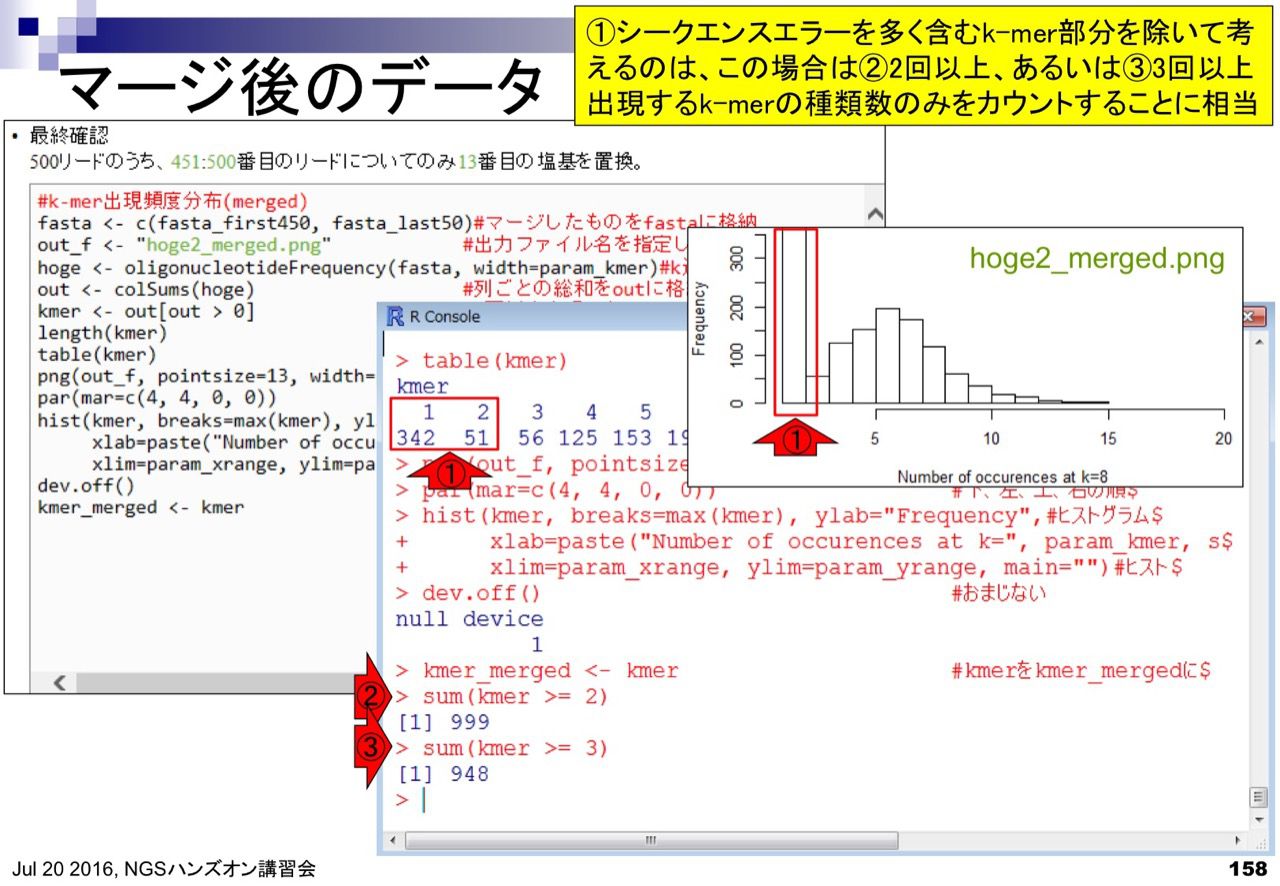 マージ後のデータ
①シークエンスエラーを多く含むk-mer部分を除いて考
えるのは、この場合は②2回以上、あるいは③3回以上
出現するk-merの種類数のみをカウントすることに相当
• 最終確認
500リードのうち、451:500番目のリードについてのみ13番目の塩基を置換。
#k-mer出現頻度分布(merged)
fasta <- c(fasta_first450, fasta_last50)#マージしたものをfastaに格納
out_f <- "hoge2_merged.png" #出力ファイル名を指定し
hoge <- oligonucleotideFrequency(fasta, width=param_kmer)#k
out <- colSums(hoge) #列ごとの総和をoutに格
kmer <- out[out > 0]
length(kmer)
table(kmer)
png(out_f, pointsize=13, width=
par(mar=c(4, 4, 0, 0))
hist(kmer, breaks=max(kmer), yl
xlab=paste("Number of occu
xlim=param_xrange, ylim=pa
dev.off()
kmer_merged <- kmer
hoge2_merged.png
Frequency
0 100 200 300
5 10 15 20
Number of occurences at k=8
①
R Console
> table(kmer)
kmer
1 2 3 4 5
342 51 56 125 153 19
①
> p (out_f, pointsize
> par(mar=c(4, 4, 0, 0)) #下、左、上、右の順$
> hist(kmer, breaks=max(kmer), ylab="Frequency",#ヒストグラム$
+ xlab=paste("Number of occurences at k=", param_kmer, s$
+ xlim=param_xrange, ylim=param_yrange, main="")#ヒスト$
> dev.off() #おまじない
null device
1
> kmer_merged <- kmer #kmerをkmer_mergedに$
② > sum(kmer >= 2)
[1] 999
③ > sum(kmer >= 3)
[1] 948
>
Jul 20 2016, NGSハンズオン講習会
158